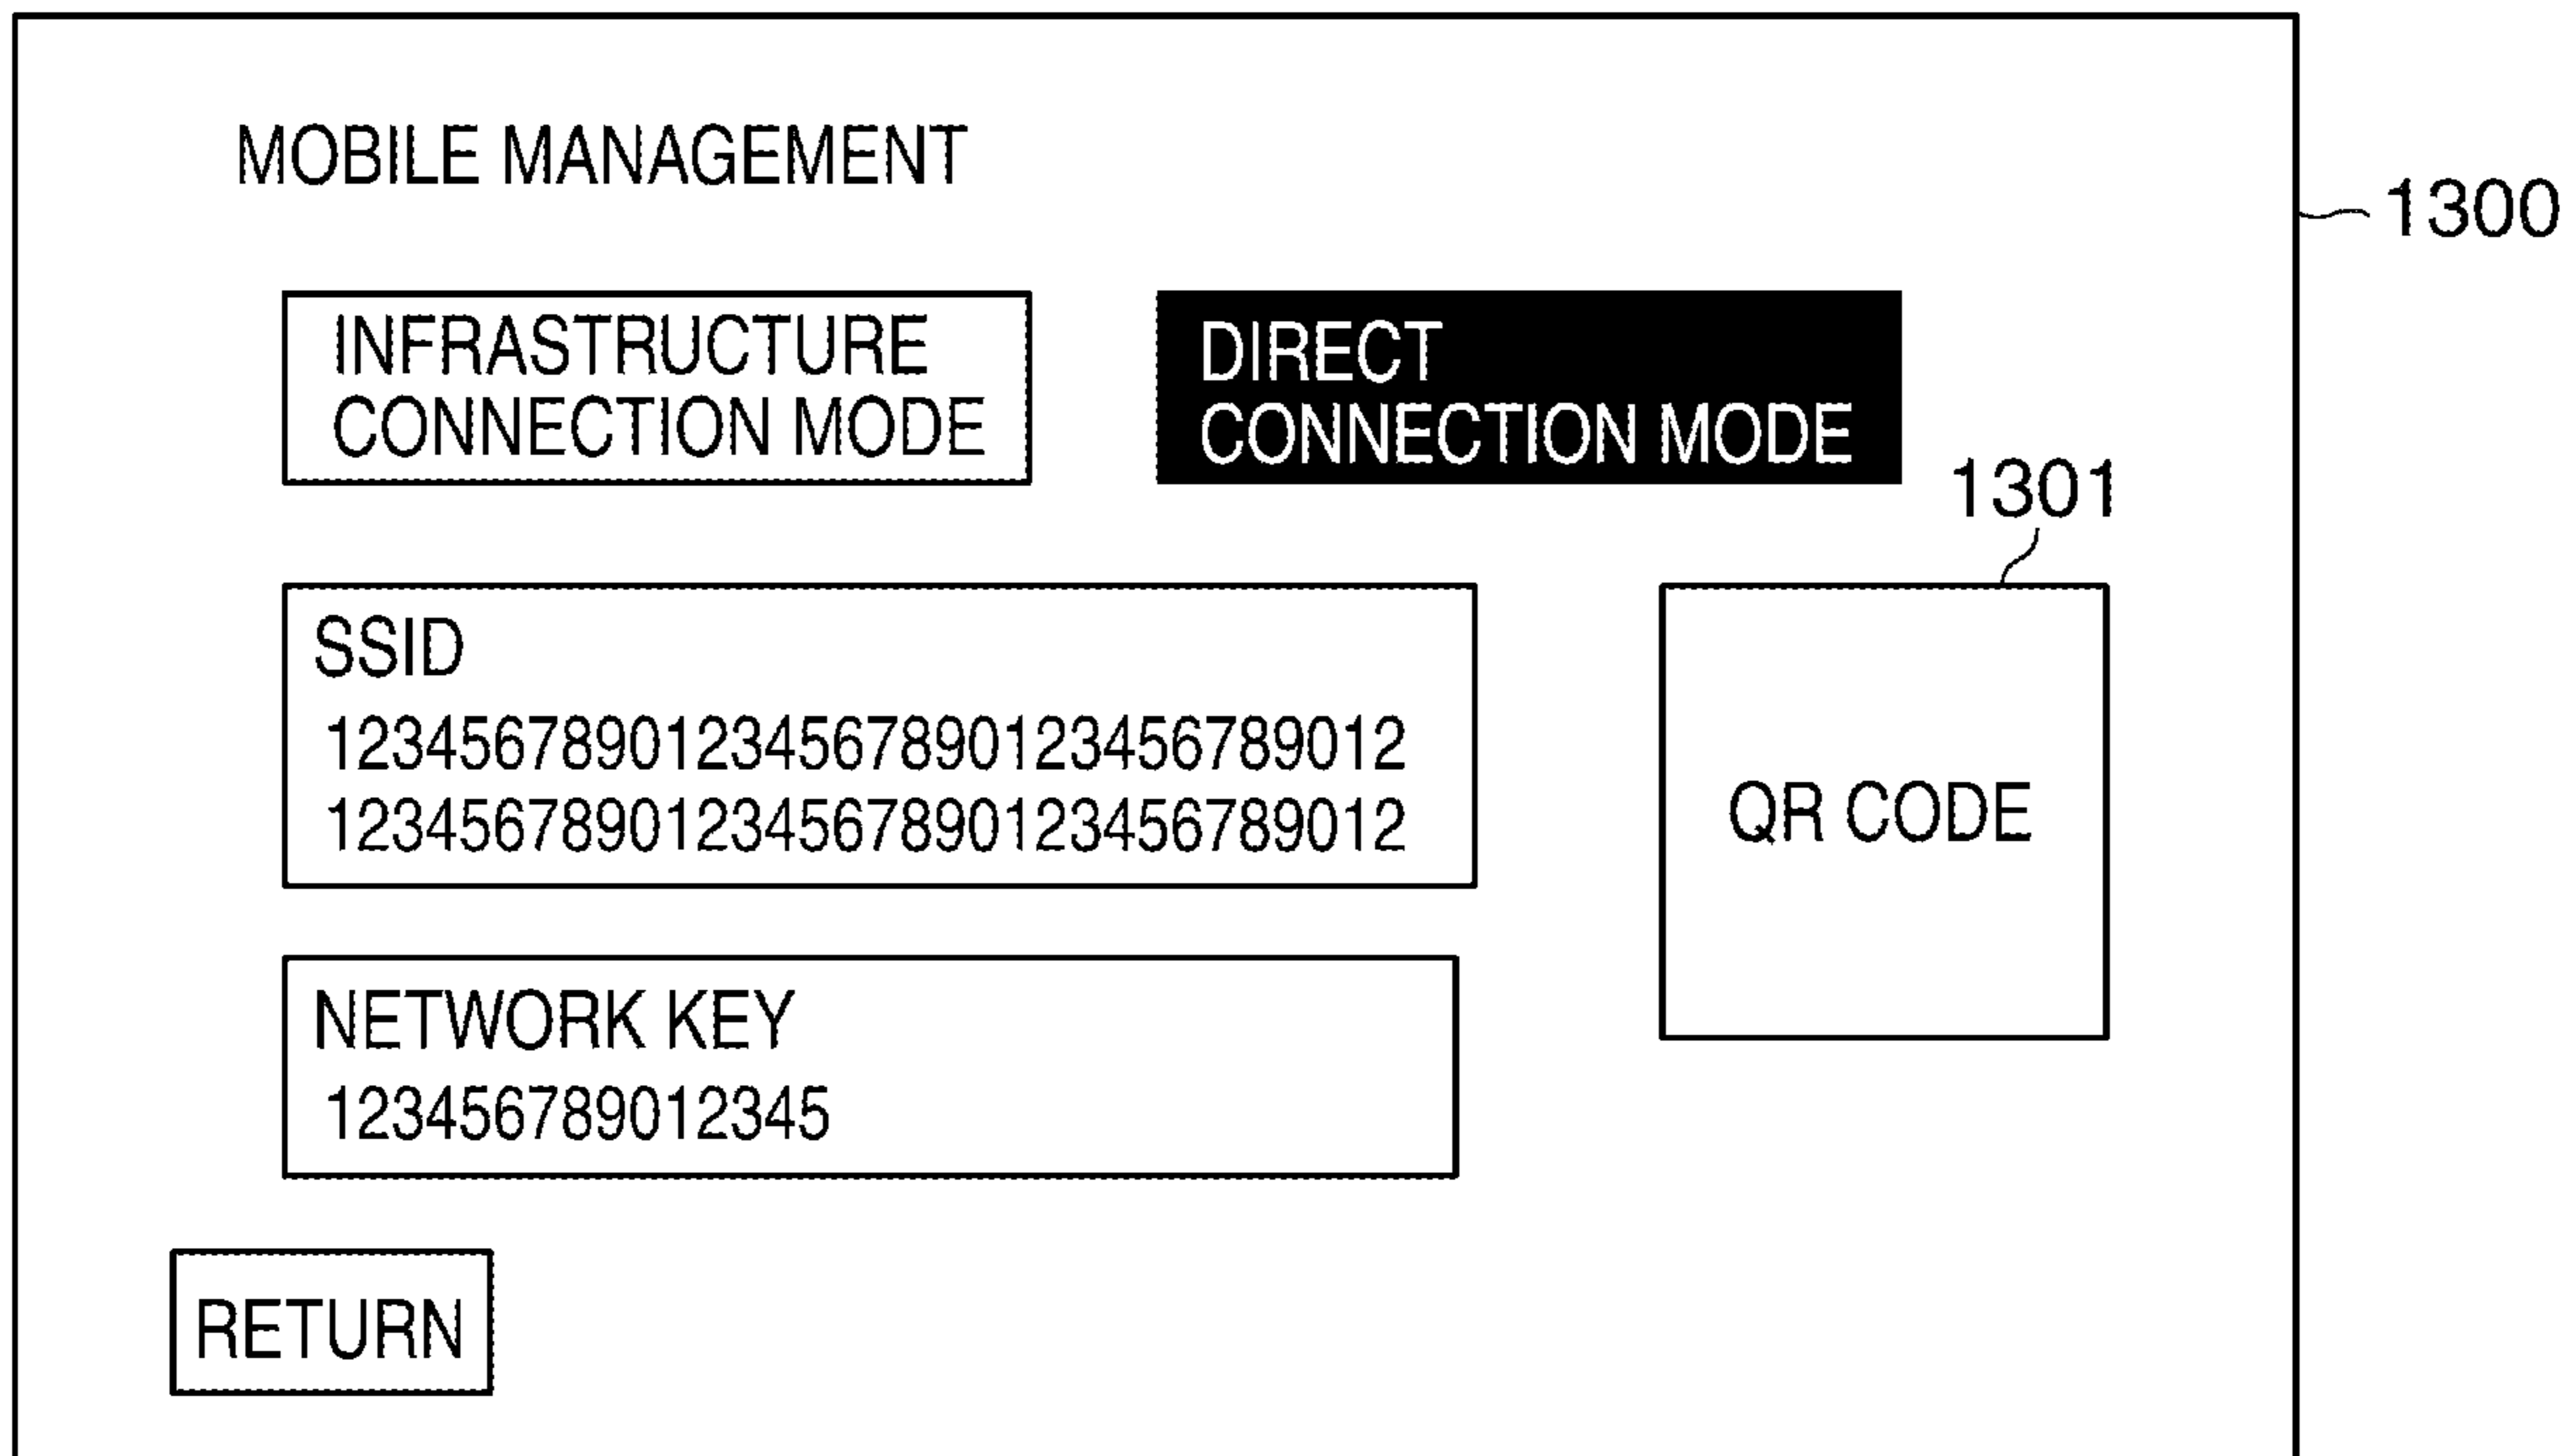 MOBILE MANAGEMENT
1300
INFRASTRUCTURE
CONNECTION MODE
DIRECT
CONNECTION MODE
1301
SSID
12345678901234567890123456789012
12345678901234567890123456789012
QR CODE
NETWORK KEY
123456789012345
RETURN